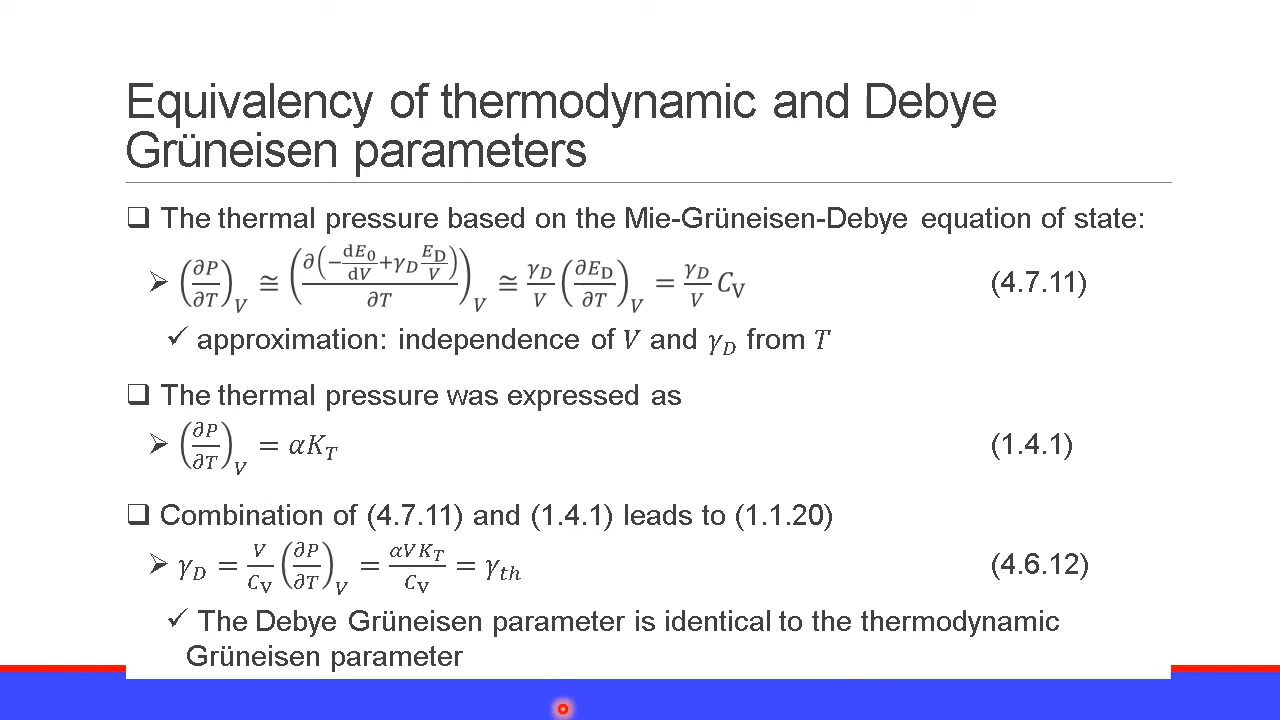 Equivalency of thermodynamic and Debye
Grüneisen parameters
❑ The thermal pressure based on the Mie-Grüneisen-Debye equation of state:
➢ (∂P/∂T)_V ≅ (∂(−dE₀/dV+γ_D E_D/V)/∂T)_V ≅ γ_D/V (∂E_D/∂T)_V = γ_D/V C_V (4.7.11)
✓ approximation: independence of V and γ_D from T
❑ The thermal pressure was expressed as
➢ (∂P/∂T)_V = αK_T (1.4.1)
❑ Combination of (4.7.11) and (1.4.1) leads to (1.1.20)
➢ γ_D = V/C_V (∂P/∂T)_V = αVK_T/C_V = γ_th (4.6.12)
✓ The Debye Grüneisen parameter is identical to the thermodynamic
Grüneisen parameter